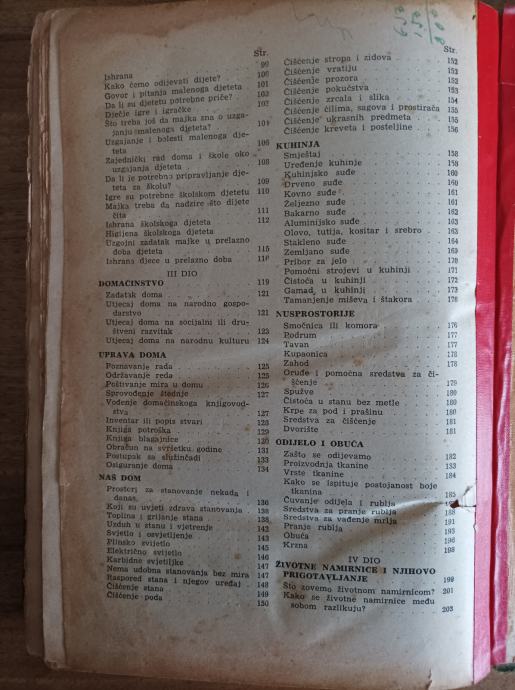 Str.
Ishrana . . . 99
Kako ćemo odijevati dijete? . 100
Govor i pitanja malenoga djeteta . 101
Da li su djetetu potrebne priče? . 102
Dječje igre i igračke . 102
Što treba još da majka zna o uzga-
janju malenoga djeteta? . 104
Uzgajanje i bolesti malenog dje-
teta . 106
Zajednički rad doma i škole oko
uzgajanja djeteta . 108
Da li je potrebno pripravljanje dje-
teta za školu? . 109
Igre su potrebne školskom djetetu 110
Majka treba da nadzire što dijete
čita . 111
Ishrana školskoga djeteta . 112
Higijena školskoga djeteta
Uzgojni zadatak majke u prelazno
doba djeteta . 115
Ishrana djece u prelazno doba . 116
III DIO
DOMAĆINSTVO . 119
Zadatak doma . 121
Utjecaj doma na narodno gospo-
darstvo . 121
Utjecaj doma na socijalni ili dru-
štveni razvitak . 123
Utjecaj doma na narodnu kulturu 124
UPRAVA DOMA . 125
Poznavanje rada . 125
Održavanje reda . 125
Poštivanje mira u domu . 126
Sprovođenje štednje . 127
Vođenje domaćinskoga knjigovod-
stva . 127
Inventar ili popis stvari . 128
Knjiga potroška . 129
Knjiga blagajnice . 130
Obračun na svršetku godine . 131
Postupak sa služinčadi . 133
Osiguranje doma . 134
NAŠ DOM
Prostori za stanovanje nekada i
danas . 136
Koji su uvjeti zdrava stanovanja . 138
Toplina i grijanje stana . 138
Uzduh u stanu i vjetrenje . 142
Svjetlo i osvjetljenje . 143
Plinsko svijetlo . 145
Električno svijetlo . 145
Karbidne svjetiljke . 146
Nema udobna stanovanja bez mira 147
Raspored stana i njegov uređaj . 148
Čišćenje stana . 149
Čišćenje poda . 150
Str.
Čišćenje stropa i zidova . 152
Čišćenje vratiju . 152
Čišćenje prozora . 152
Čišćenje pokućstva . 153
Čišćenje zrcala i slika . 154
Čišćenje ćilima, sagova i prostirača 155
Čišćenje ukrasnih predmeta . 155
Čišćenje kreveta i posteljine . 156
KUHINJA
Smještaj . 158
Uređenje kuhinje . 158
Kuhinjsko suđe . 160
Drveno suđe . 160
Kovno suđe . 161
Željezno suđe . 161
Bakarno suđe . 162
Aluminijsko suđe . 163
Olovo, tutija, kositar i srebro . 163
Stakleno suđe . 164
Zemljano suđe . 169
Pribor za jelo . 170
Pomoćni strojevi u kuhinji . 171
Čistoća u kuhinji . 172
Gamad, u kuhinji . 173
Tamanjenje miševa i štakora . 176
NUSPROSTORIJE
Smočnica ili komora . 176
Podrum . 177
Tavan . 177
Kupaonica . 178
Zahod . 178
Oruđe i pomoćna sredstva za či-
šćenje . 179
Spužve . 180
Čistoća u stanu bez metle . 180
Krpe za pod i prašinu . 180
Sredstva za čišćenje . 181
Dvorište . 181
ODIJELO I OBUĆA
Zašto se odijevamo . 182
Proizvodnja tkanine . 183
Vrste tkanine . 184
Kako se ispituje postojanost boje
tkanina . 185
Čuvanje odijela i rublja
Sredstva za pranje rublja . 188
Sredstva za vađenje mrlja . 191
Pranje rublja . 193
Obuća . 196
Krzna . 198
IV DIO
ŽIVOTNE NAMIRNICE I NJIHOVO
PRIGOTAVLJANJE . 199
Što zovemo životnom namirnicom? 201
Kako se životne namirnice među
sobom razlikuju? . 203